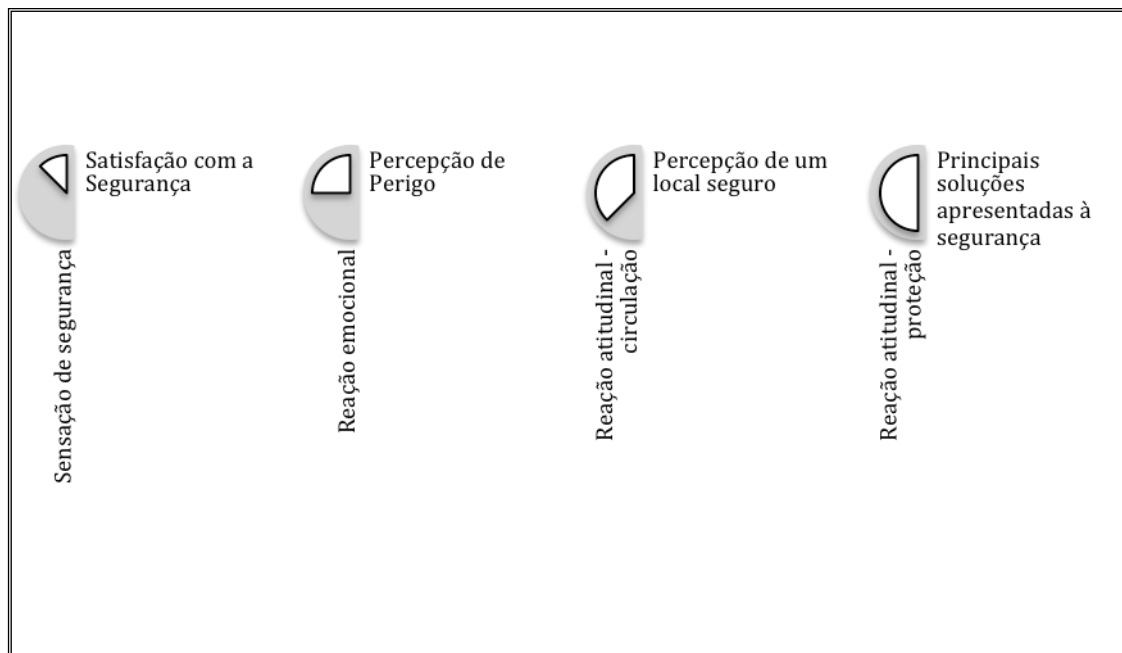 Satisfação com a
Segurança
Sensação de segurança
Percepção de
Perigo
Reação emocional
Percepção de um
local seguro
Reação atitudinal -
circulação
Principais
soluções
apresentadas à
segurança
Reação atitudinal -
proteção